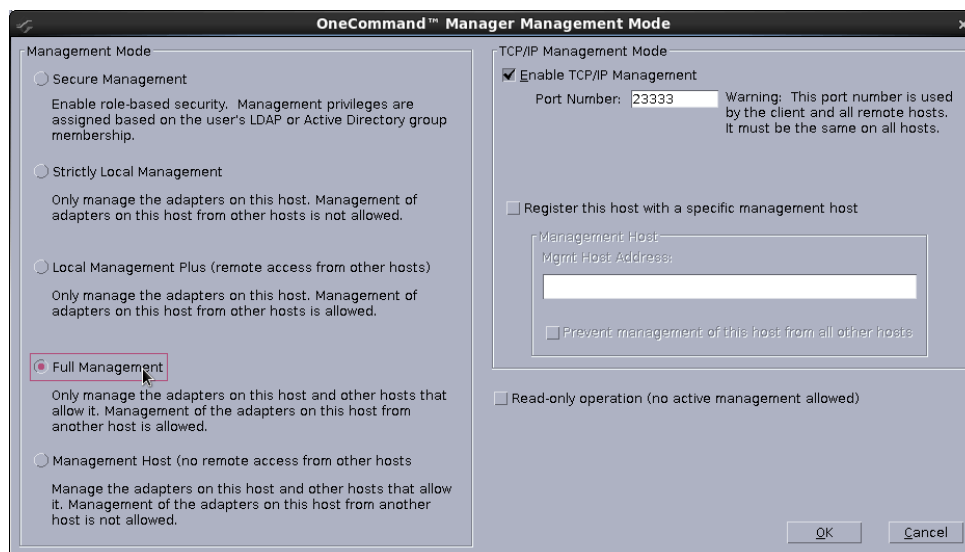 OneCommand™ Manager Management Mode
Management Mode
Secure Management
Enable role-based security. Management privileges are
assigned based on the user's LDAP or Active Directory group
membership.
Strictly Local Management
Only manage the adapters on this host. Management of
adapters on this host from other hosts is not allowed.
Local Management Plus (remote access from other hosts)
Only manage the adapters on this host. Management of
adapters on this host from other hosts is allowed.
Full Management
Only manage the adapters on this host and other hosts that
allow it. Management of the adapters on this host from
another host is allowed.
Management Host (no remote access from other hosts
Manage the adapters on this host and other hosts that allow
it. Management of the adapters on this host from another
host is not allowed.
TCP/IP Management Mode
Enable TCP/IP Management
Port Number: 23333
Warning: This port number is used
by the client and all remote hosts.
It must be the same on all hosts.
Register this host with a specific management host
Management Host
Mgmt Host Address:
Prevent management of this host from all other hosts
Read-only operation (no active management allowed)
OK
Cancel